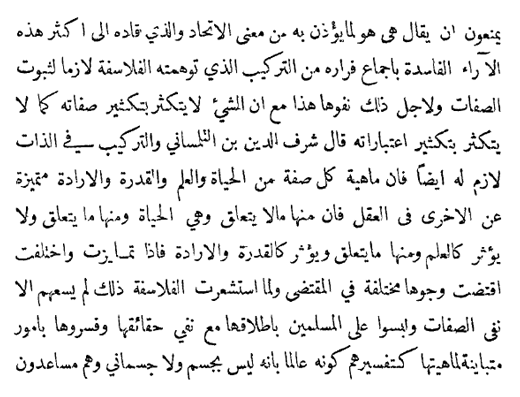 يمنعون ان يقال هى هو لما يؤذن به من معنى الاتحاد والذي قاده الى اكثر هذه
الآراء الفاسدة باجماع فراره من التركيب الذي توهمته الفلاسفة لازما لثبوت
الصفات ولاجل ذلك نفوها هذا مع ان الشئ لا يتكثر بتكثير صفاته كما لا
يتكثر بتكثير اعتباراته قال شرف الدين بن التلمساني والتركيب في الذات
لازم له ايضاً فان ماهية كل صفة من الحياة والعلم والقدرة والارادة متميزة
عن الاخرى فى العقل فان منها مالا يتعلق وهي الحياة ومنها ما يتعلق ولا
يؤثر كالعلم ومنها مايتعلق ويؤثر كالقدرة والارادة فاذا تمايزت واختلفت
اقتضت وجوها مختلفة في المقتضى ولما استشعرت الفلاسفة ذلك لم يسعهم الا
نفى الصفات ولبسوا على المسلمين باطلاقها مع نفي حقائقها وفسروها بامور
متباينة لماهيتها كتفسيرهم كونه عالما بانه ليس بجسم ولا جسماني وهم مساعدون